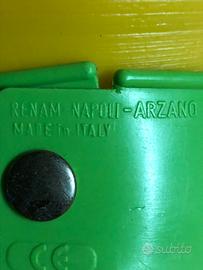 RENAM-NAPOLI-ARZANO
MADE in ITALY
CE
subito